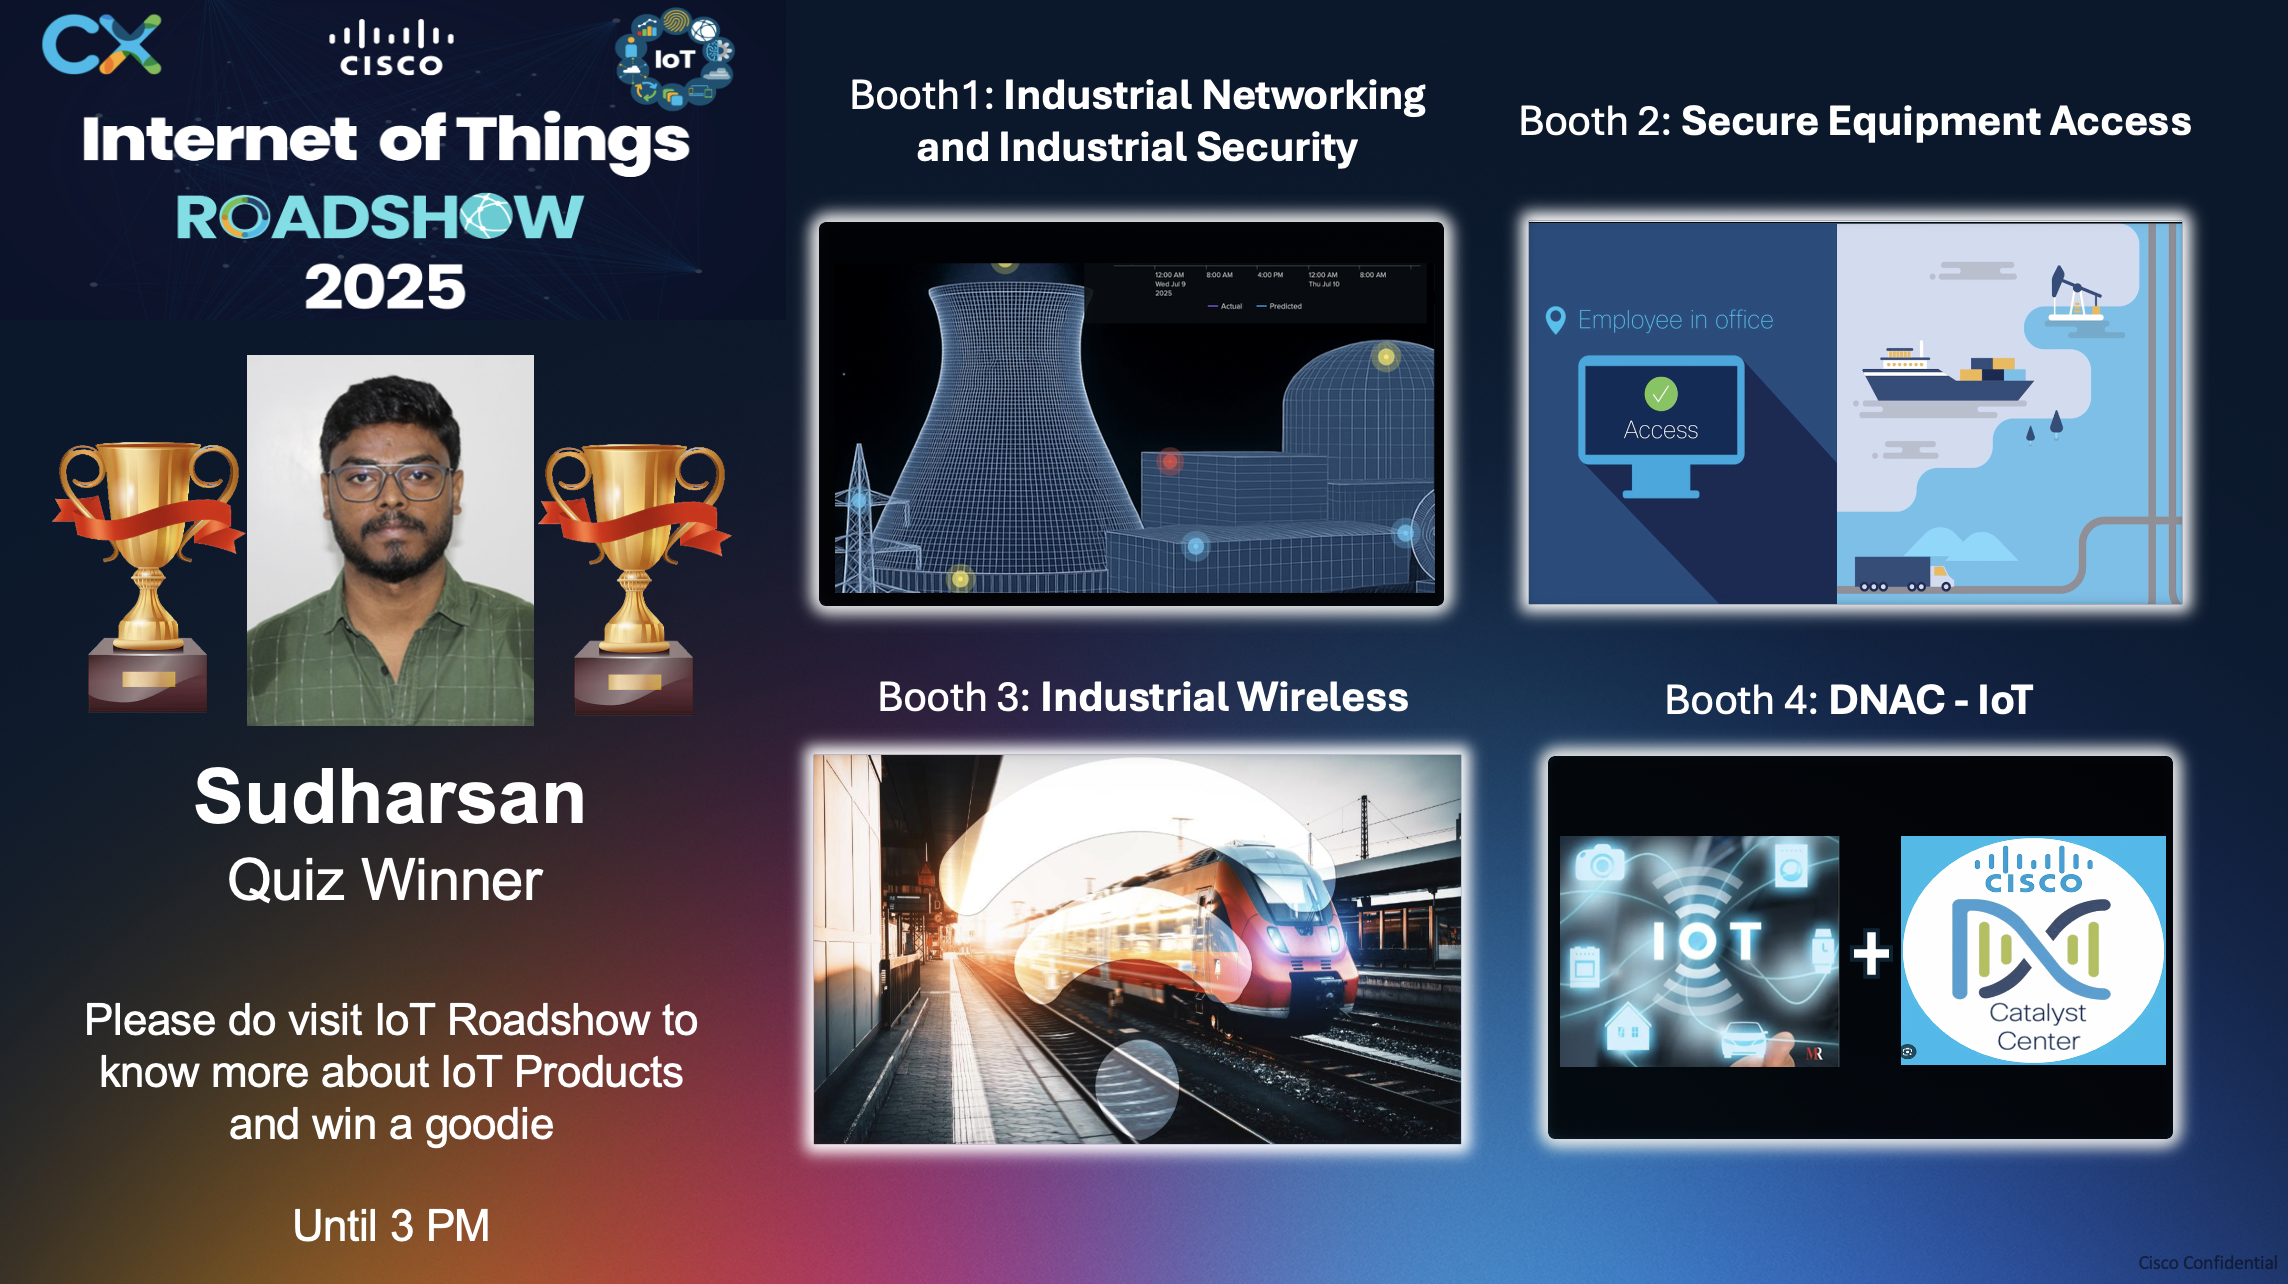 CX
CISCO
IoT
Internet of Things
ROADSHOW
2025
Sudharsan
Quiz Winner
Please do visit IoT Roadshow to
know more about IoT Products
and win a goodie
Until 3 PM
Booth1: Industrial Networking
and Industrial Security
12:00 AM 8:00 AM 4:00 PM 12:00 AM 8:00 AM
Wed Jul 9 Thu Jul 10
2025
Actual Predicted
Booth 2: Secure Equipment Access
Employee in office
Access
Booth 3: Industrial Wireless
Booth 4: DNAC - IoT
IOT
MR
+
CISCO
Catalyst
Center
Cisco Confidential